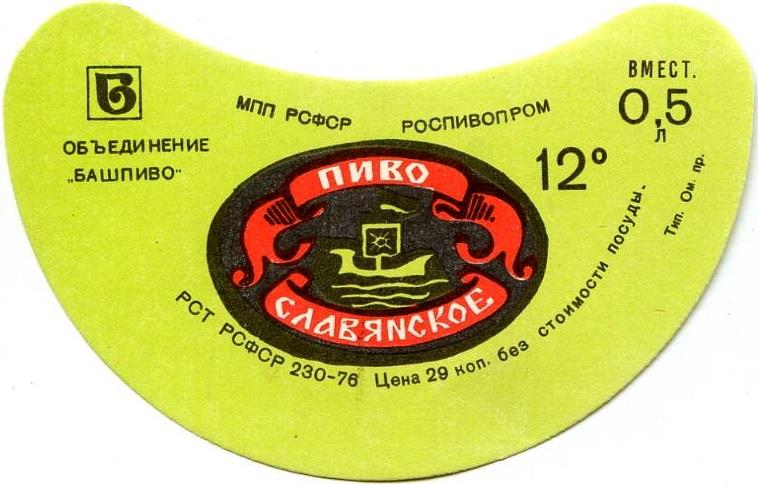 Б
ОБЪЕДИНЕНИЕ
„БАШПИВО“
МПП РСФСР РОСПИВОПРОМ
ВМЕСТ.
0,5
л
12°
ПИВО
СЛАВЯNСКОЕ
РСТ РСФСР 230-76 Цена 29 коп. без стоимости посуды.
Тип. Ом. пр.